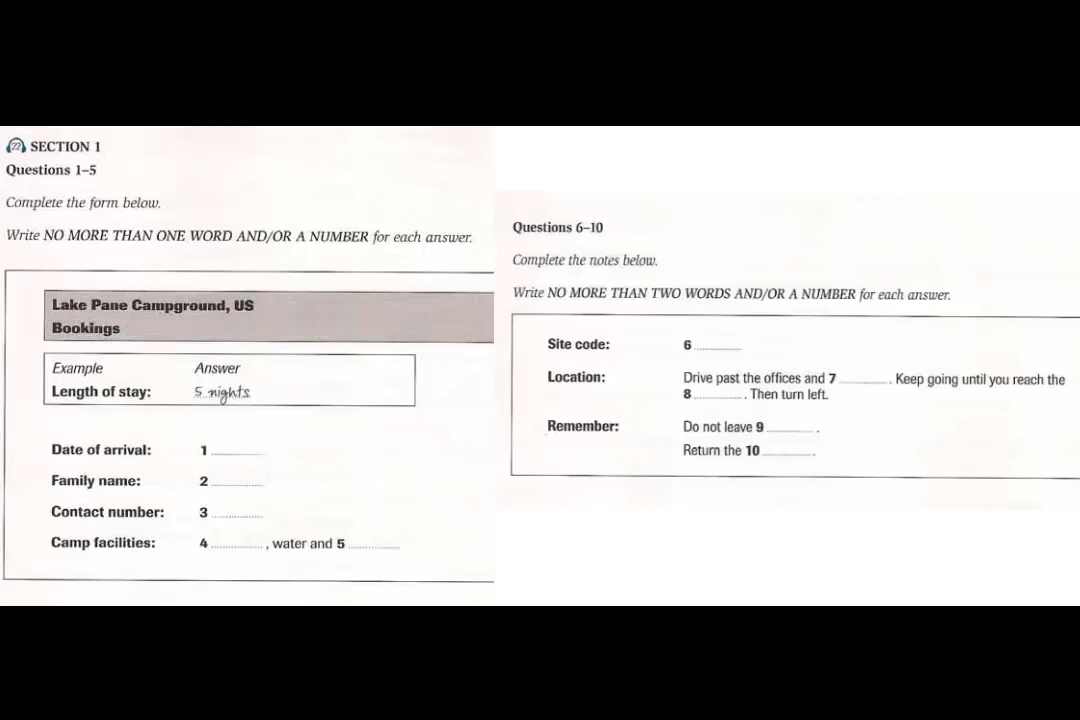 22 SECTION 1
Questions 1–5
Complete the form below.
Write NO MORE THAN ONE WORD AND/OR A NUMBER for each answer.
Lake Pane Campground, US
Bookings
Example Answer
Length of stay: 5 nights
Date of arrival: 1 ..............
Family name: 2 ..............
Contact number: 3 ..............
Camp facilities: 4 .............. , water and 5 ..............
Questions 6–10
Complete the notes below.
Write NO MORE THAN TWO WORDS AND/OR A NUMBER for each answer.
Site code: 6 ..............
Location: Drive past the offices and 7 .............. . Keep going until you reach the
8 .............. . Then turn left.
Remember: Do not leave 9 .............. .
Return the 10 .............. .